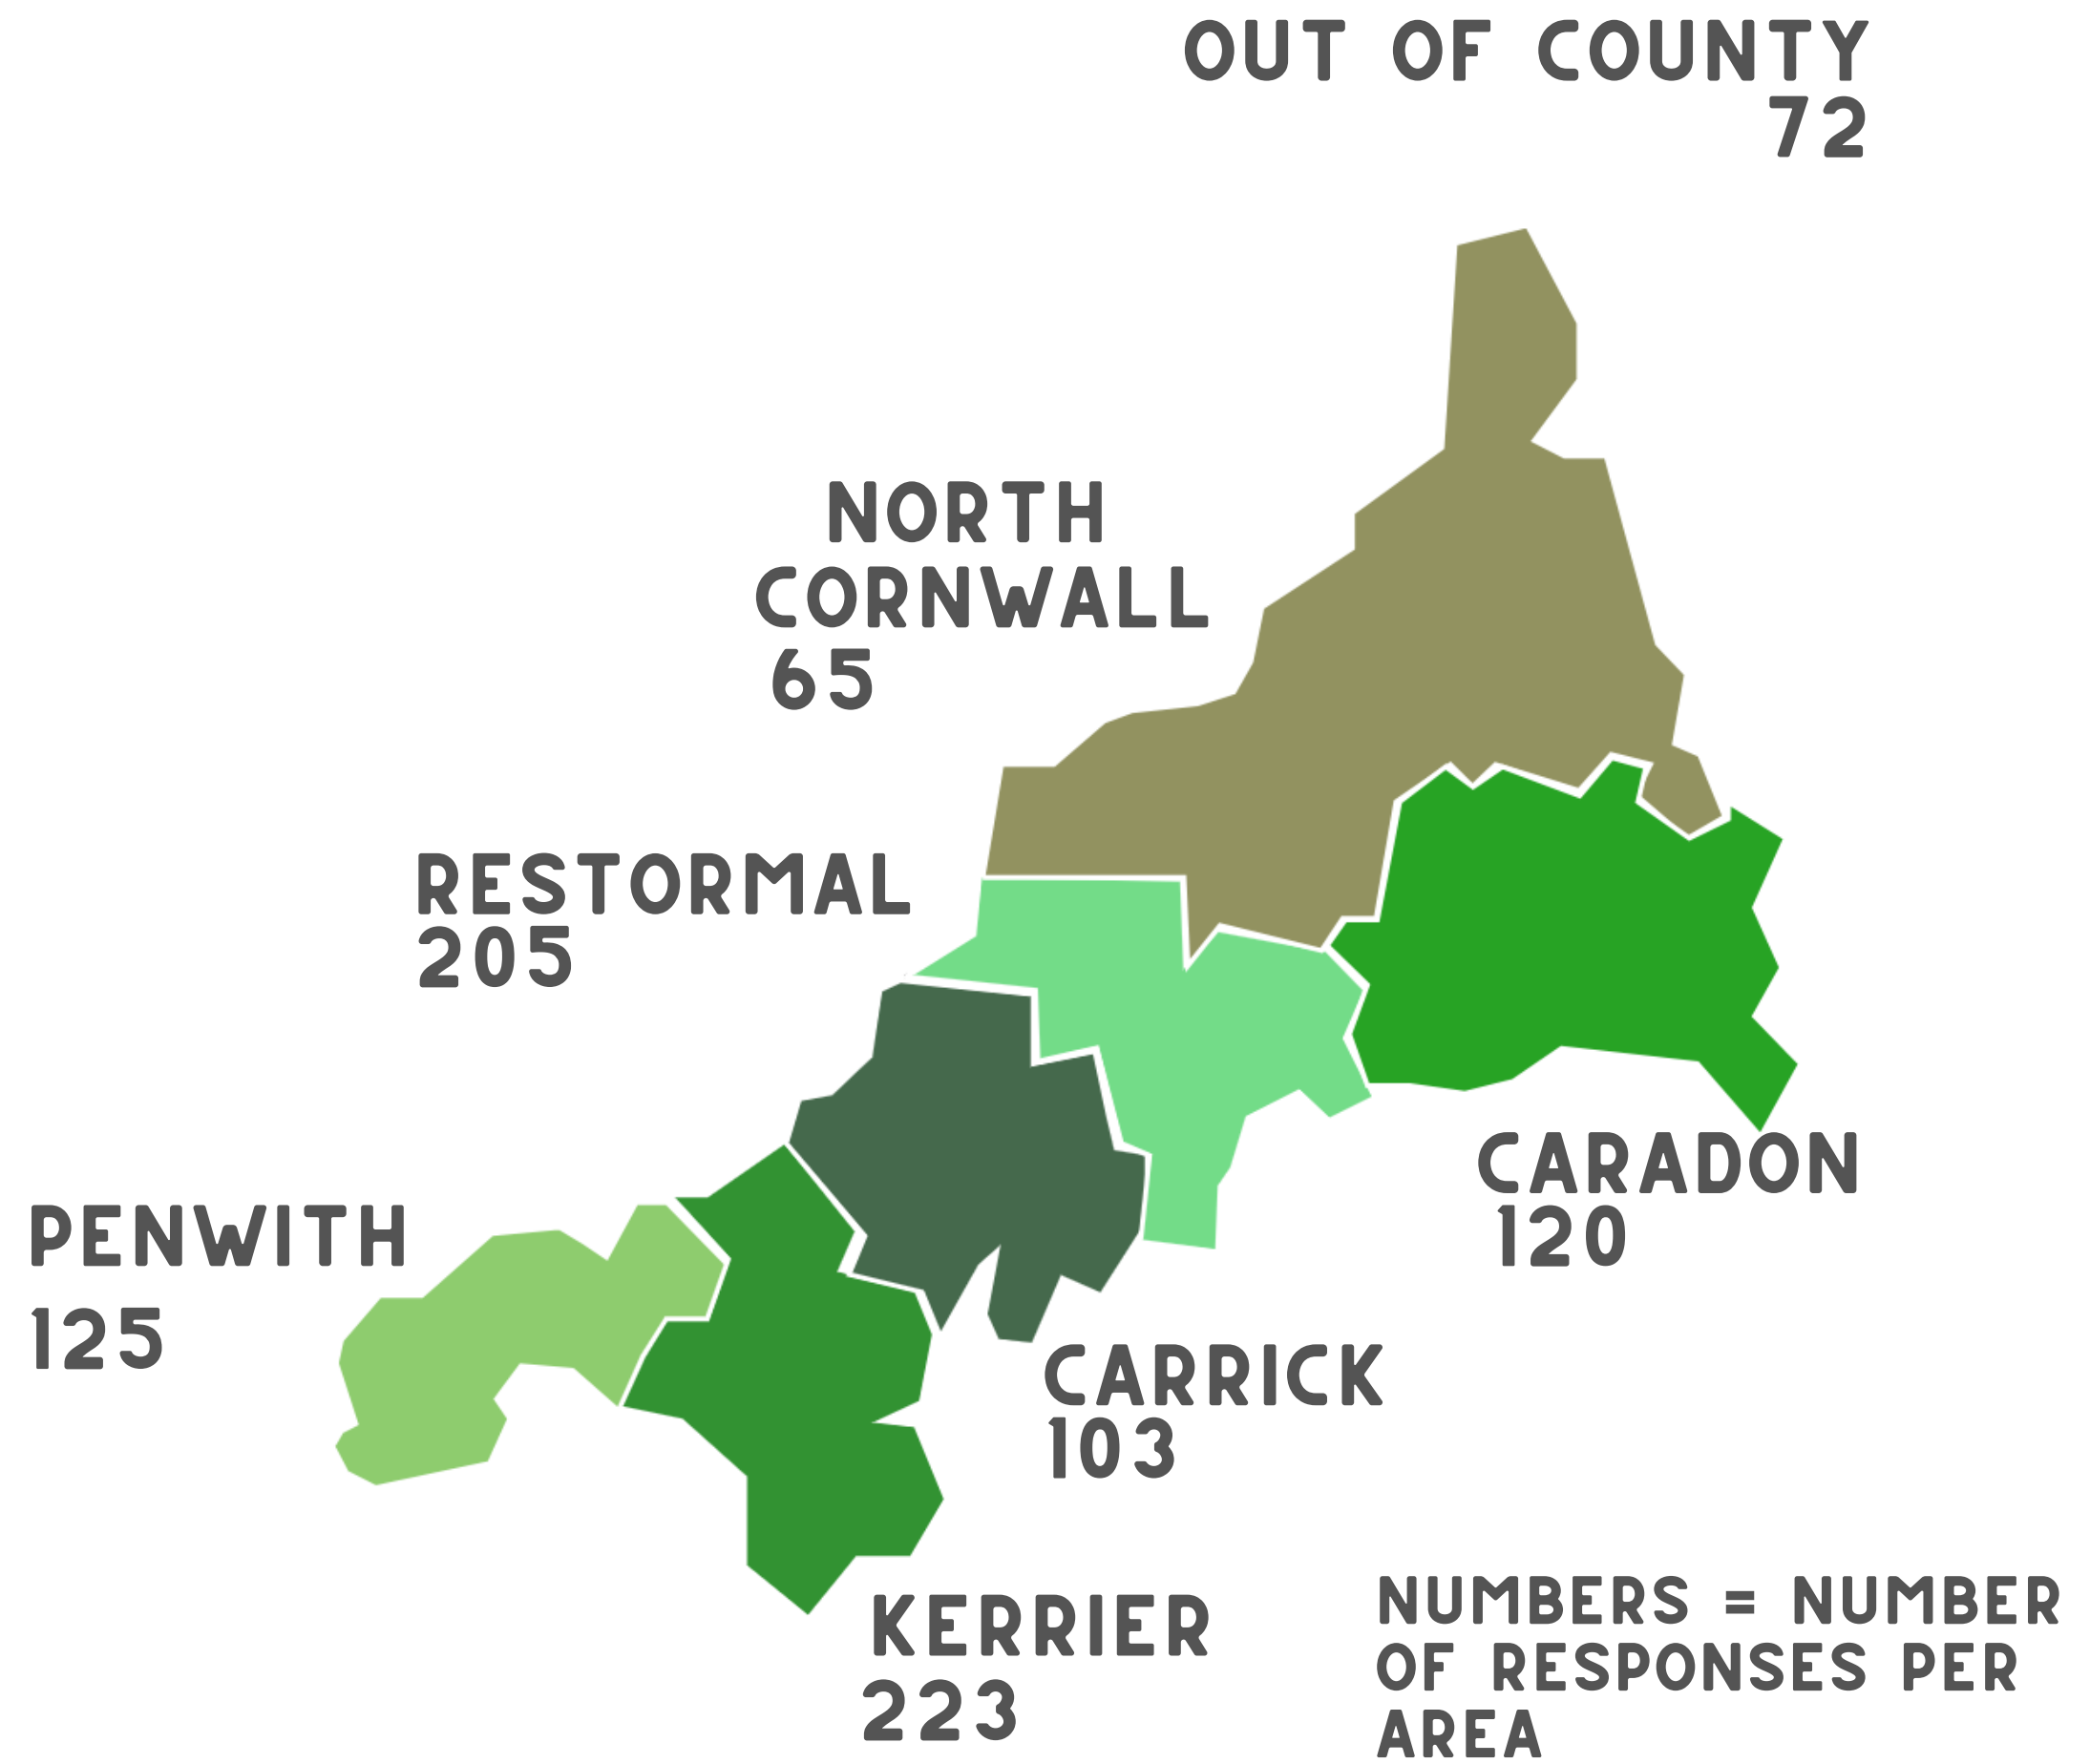 OUT OF COUNTY
72
NORTH
CORNWALL
65
RESTORMAL
205
CARADON
120
PENWITH
125
CARRICK
103
KERRIER
223
NUMBERS = NUMBER
OF RESPONSES PER
AREA